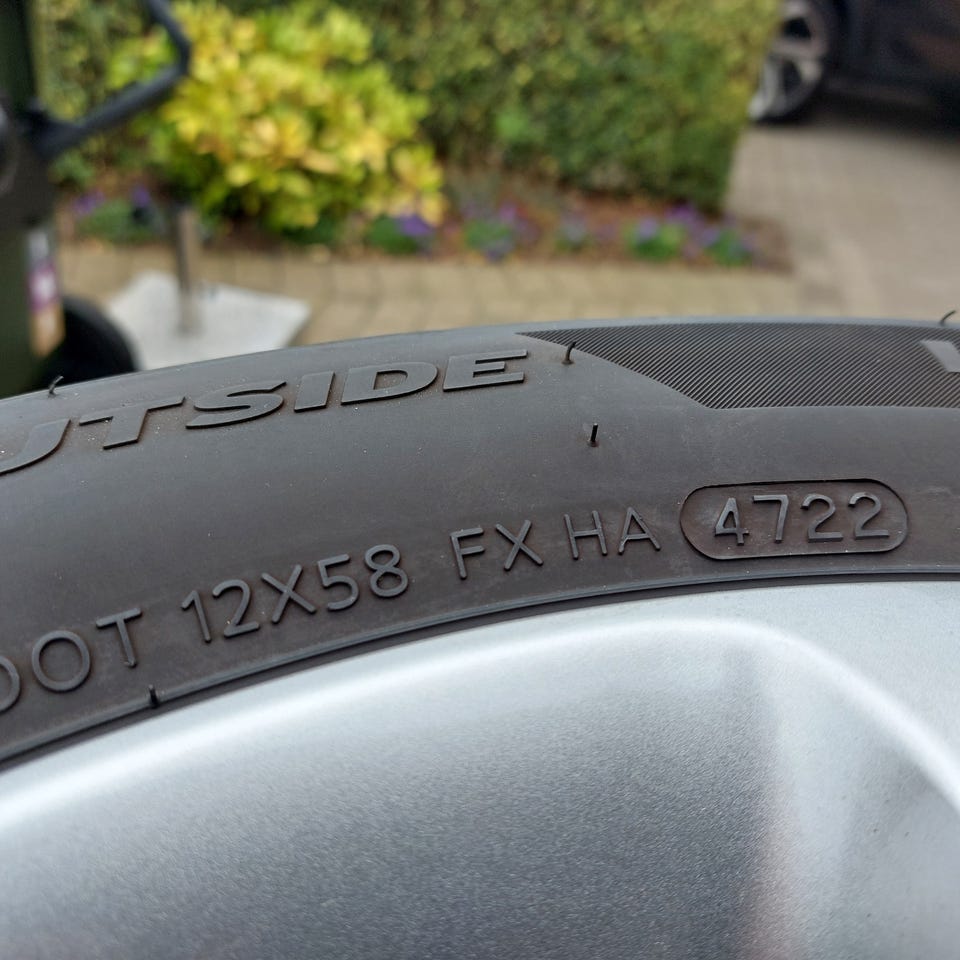 UTSIDE
DOT 12X58 FX HA 4722